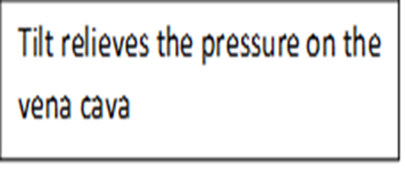 Tilt relieves the pressure on the
vena cava